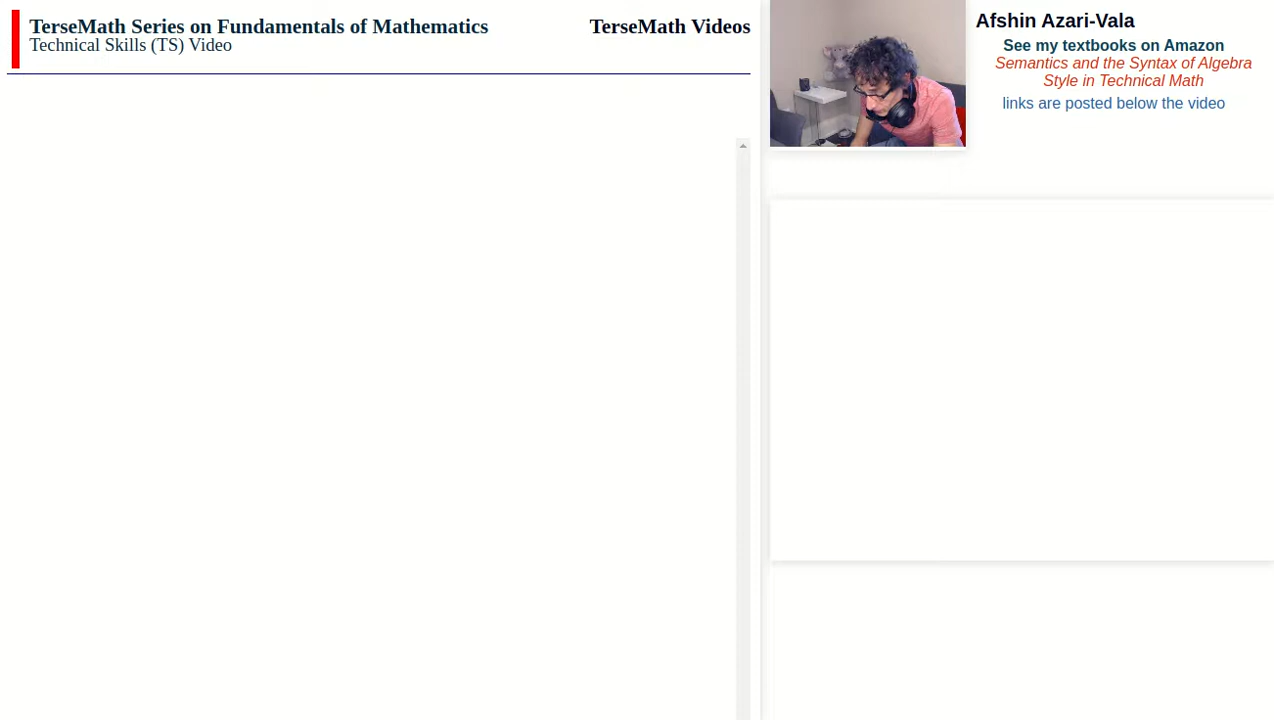 TerseMath Series on Fundamentals of Mathematics
Technical Skills (TS) Video
TerseMath Videos
Afshin Azari-Vala
See my textbooks on Amazon
Semantics and the Syntax of Algebra
Style in Technical Math
links are posted below the video